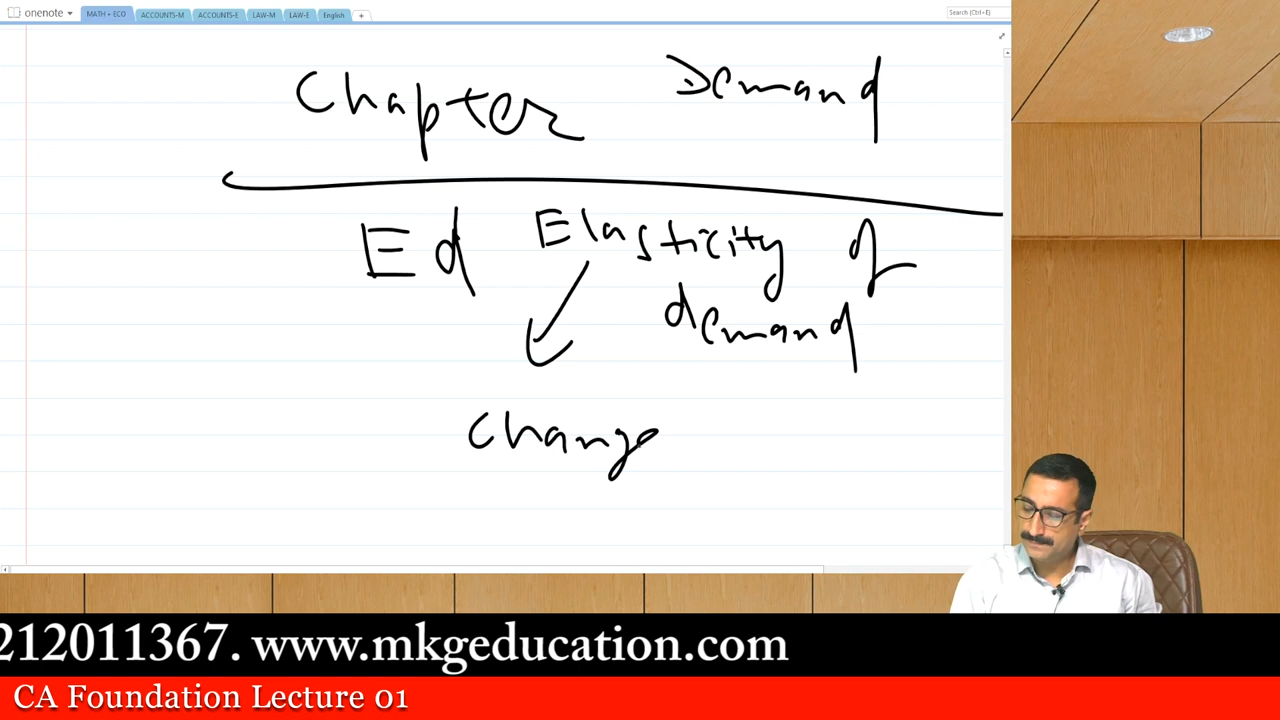 onenote
MATH + ECO ACCOUNTS-M ACCOUNTS-E LAW-M LAW-E English +
Search (Ctrl+E)
Chapter Demand
Ed Elasticity of
demand
Change
212011367. www.mkgeducation.com
CA Foundation Lecture 01